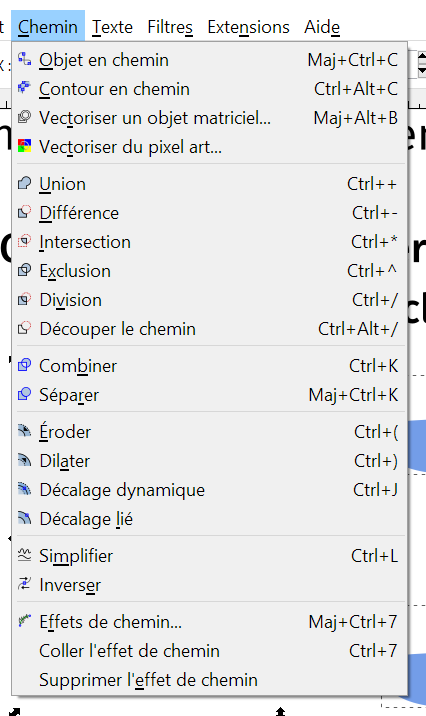 t Chemin Texte Filtres Extensions Aide
X :
Objet en chemin Maj+Ctrl+C
Contour en chemin Ctrl+Alt+C
Vectoriser un objet matriciel... Maj+Alt+B
Vectoriser du pixel art...
Union Ctrl++
Différence Ctrl+-
Intersection Ctrl+*
Exclusion Ctrl+^
Division Ctrl+/
Découper le chemin Ctrl+Alt+/
Combiner Ctrl+K
Séparer Maj+Ctrl+K
Éroder Ctrl+(
Dilater Ctrl+)
Décalage dynamique Ctrl+J
Décalage lié
Simplifier Ctrl+L
Inverser
Effets de chemin... Maj+Ctrl+7
Coller l'effet de chemin Ctrl+7
Supprimer l'effet de chemin